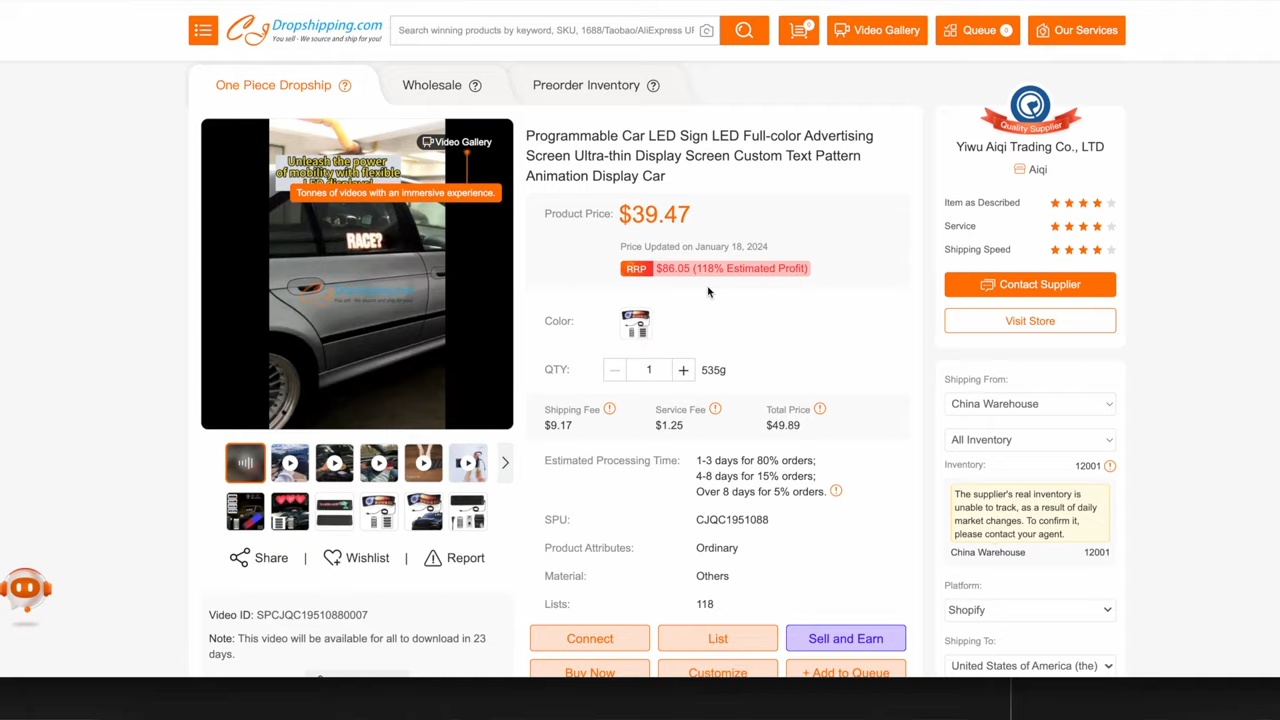 Dropshipping.com
You sell - We source and ship for you!
Search winning products by keyword, SKU, 1688/Taobao/AliExpress UF
0
Video Gallery
Queue 0
Our Services
One Piece Dropship
Wholesale
Preorder Inventory
Video Gallery
Unleash the power
of mobility with flexible
Tonnes of videos with an immersive experience.
RACE?
Dropshipping.com
Programmable Car LED Sign LED Full-color Advertising
Screen Ultra-thin Display Screen Custom Text Pattern
Animation Display Car
Product Price: $39.47
Price Updated on January 18, 2024
RRP $86.05 (118% Estimated Profit)
Color:
QTY: 1 535g
Shipping Fee Service Fee Total Price
$9.17 $1.25 $49.89
Estimated Processing Time: 1-3 days for 80% orders;
4-8 days for 15% orders;
Over 8 days for 5% orders.
SPU: CJQC1951088
Product Attributes: Ordinary
Material: Others
Lists: 118
Connect List Sell and Earn
Buy Now Customize + Add to Queue
Share | Wishlist | Report
Video ID: SPCJQC19510880007
Note: This video will be available for all to download in 23
days.
Quality Supplier
Yiwu Aiqi Trading Co., LTD
Aiqi
Item as Described
Service
Shipping Speed
Contact Supplier
Visit Store
Shipping From:
China Warehouse
All Inventory
Inventory: 12001
The supplier's real inventory is
unable to track, as a result of daily
market changes. To confirm it,
please contact your agent.
China Warehouse 12001
Platform:
Shopify
Shipping To:
United States of America (the)